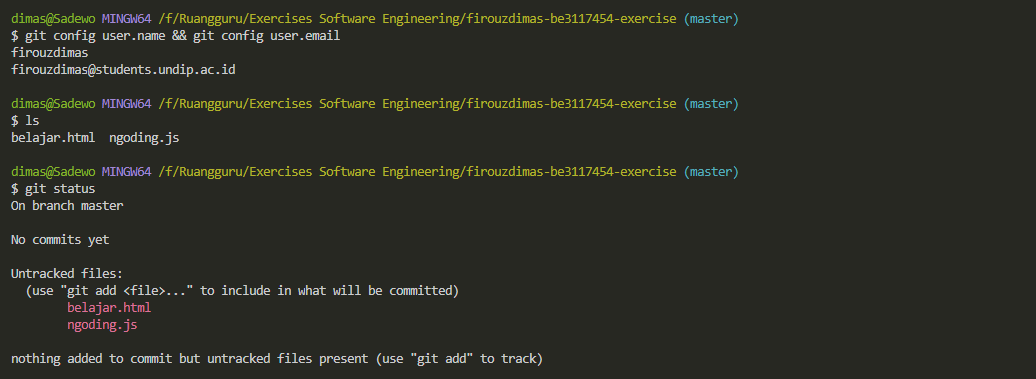 dimas@Sadewo MINGW64 /f/Ruangguru/Exercises Software Engineering/firouzdimas-be3117454-exercise (master)
$ git config user.name && git config user.email
firouzdimas
firouzdimas@students.undip.ac.id
dimas@Sadewo MINGW64 /f/Ruangguru/Exercises Software Engineering/firouzdimas-be3117454-exercise (master)
$ ls
belajar.html  ngoding.js
dimas@Sadewo MINGW64 /f/Ruangguru/Exercises Software Engineering/firouzdimas-be3117454-exercise (master)
$ git status
On branch master
No commits yet
Untracked files:
  (use "git add <file>..." to include in what will be committed)
        belajar.html
        ngoding.js
nothing added to commit but untracked files present (use "git add" to track)